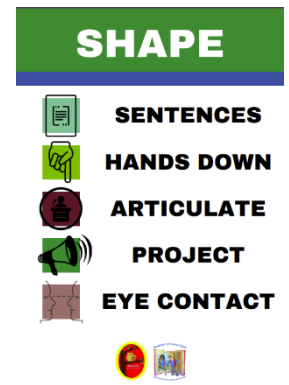 SHAPE
SENTENCES
HANDS DOWN
ARTICULATE
PROJECT
EYE CONTACT